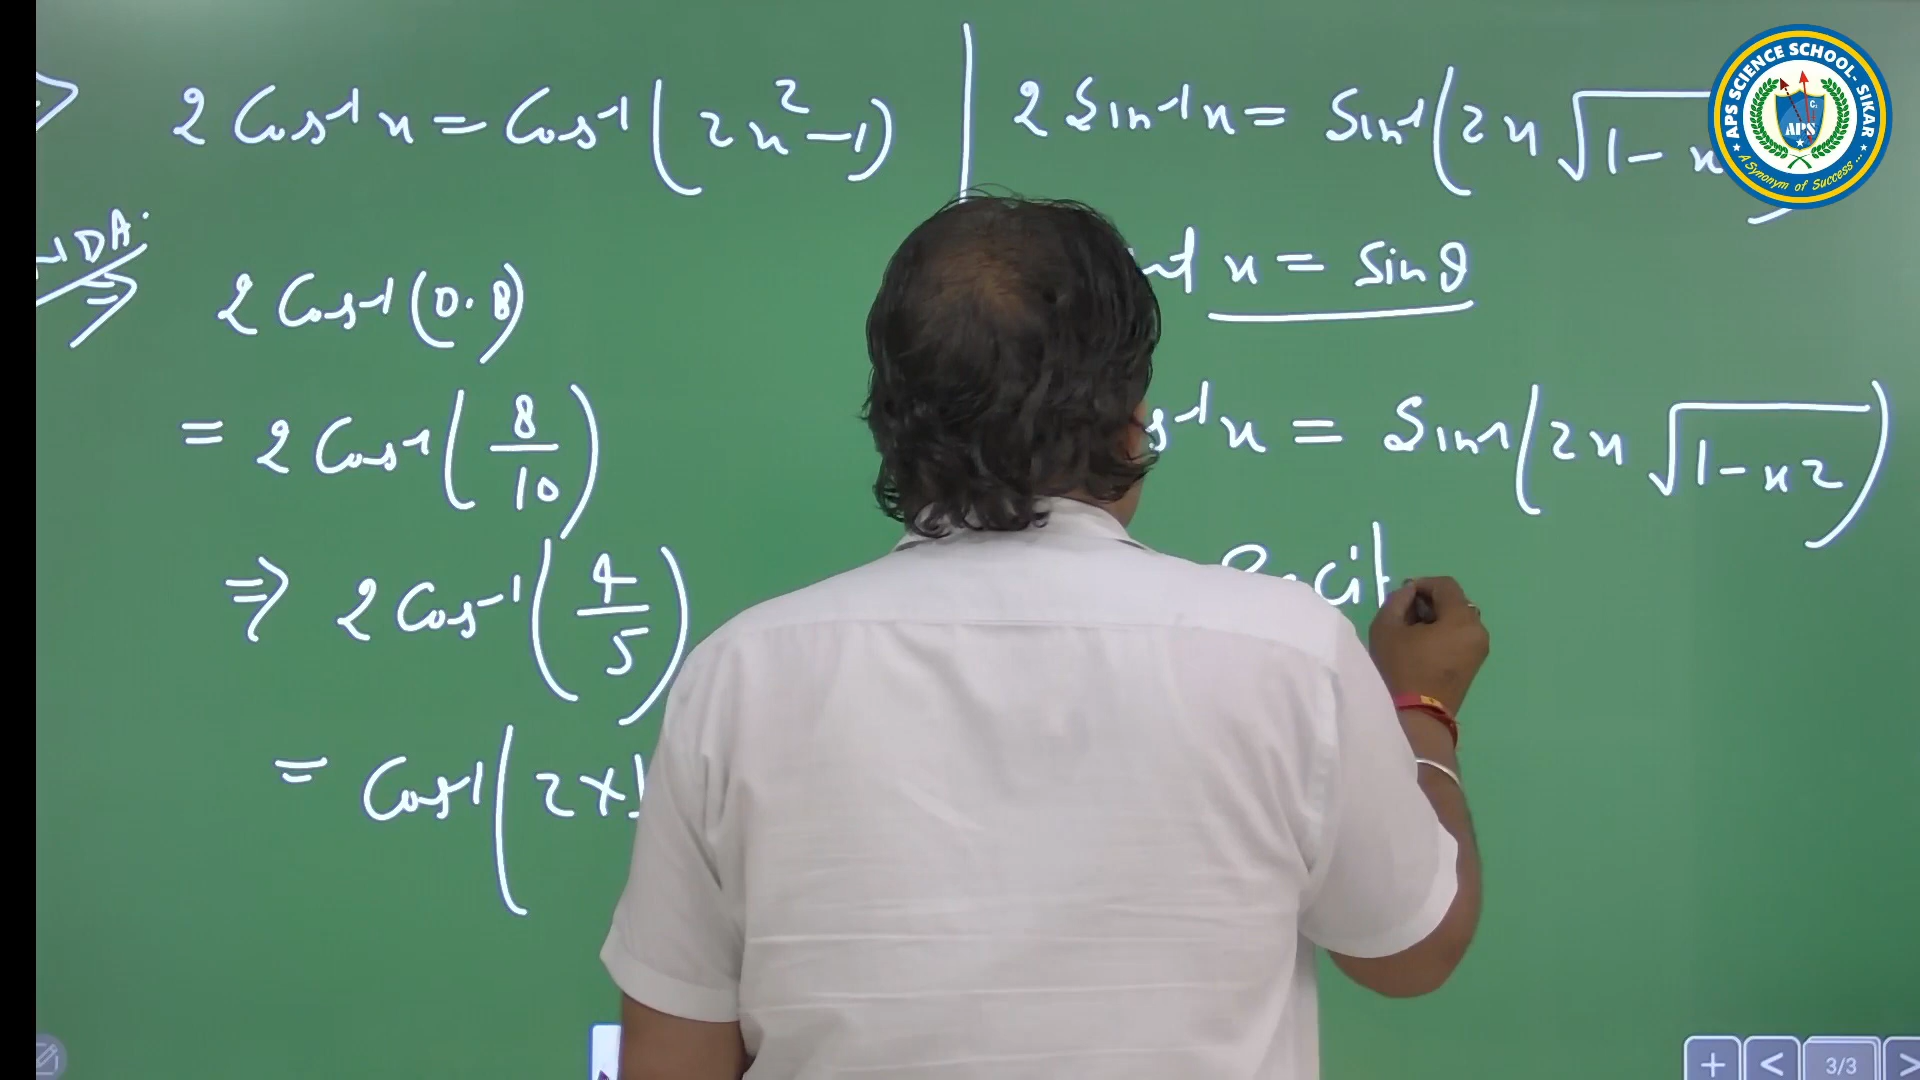 2 Cos⁻¹x = Cos⁻¹(2x²-1)
NDA.
⇒ 2 Cos⁻¹(0.8)
= 2 Cos⁻¹(8/10)
⇒ 2 Cos⁻¹(4/5)
= Cos⁻¹(2×
2 Sin⁻¹x = Sin⁻¹(2x√1-x
x = Sinθ
s⁻¹x = Sin⁻¹(2x√1-x2)
APS SCIENCE SCHOOL-SIKAR
APS
A Synonym of Success...
+ < 3/3 >